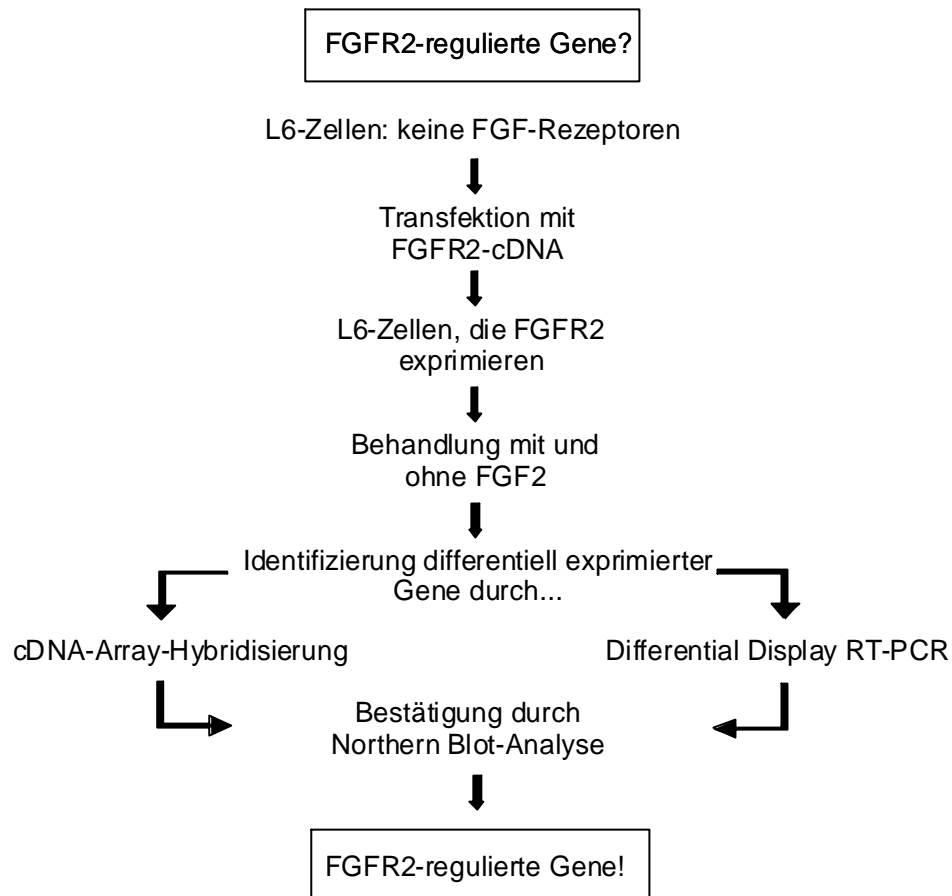 FGFR2-regulierte Gene?
L6-Zellen: keine FGF-Rezeptoren
Transfektion mit
FGFR2-cDNA
L6-Zellen, die FGFR2
exprimieren
Behandlung mit und
ohne FGF2
Identifizierung differentiell exprimierter
Gene durch...
cDNA-Array-Hybridisierung
Differential Display RT-PCR
Bestätigung durch
Northern Blot-Analyse
FGFR2-regulierte Gene!